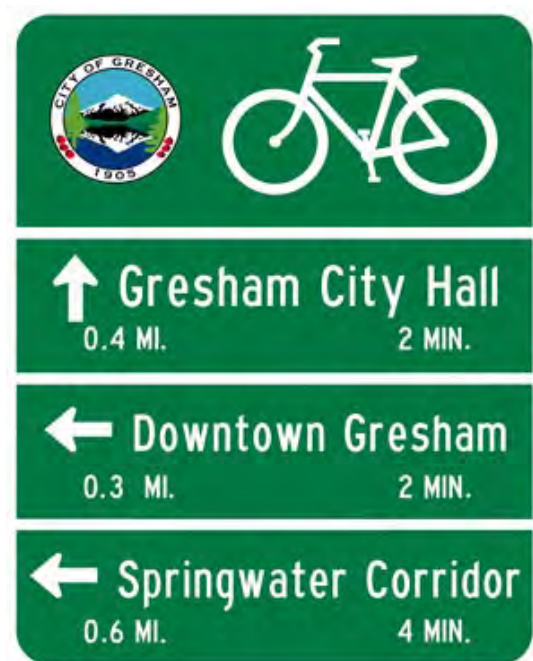 CITY OF GRESHAM
1905
Gresham City Hall
0.4 MI. 2 MIN.
Downtown Gresham
0.3 MI. 2 MIN.
Springwater Corridor
0.6 MI. 4 MIN.